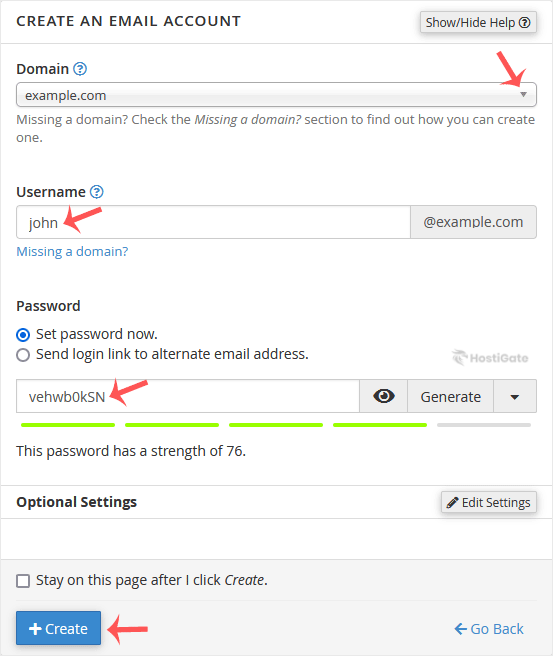 CREATE AN EMAIL ACCOUNT
Show/Hide Help
Domain
example.com
Missing a domain? Check the Missing a domain? section to find out how you can create
one.
Username
john
@example.com
Missing a domain?
Password
Set password now.
Send login link to alternate email address.
HostiGate
vehwb0kSN
Generate
This password has a strength of 76.
Optional Settings
Edit Settings
Stay on this page after I click Create.
+ Create
Go Back